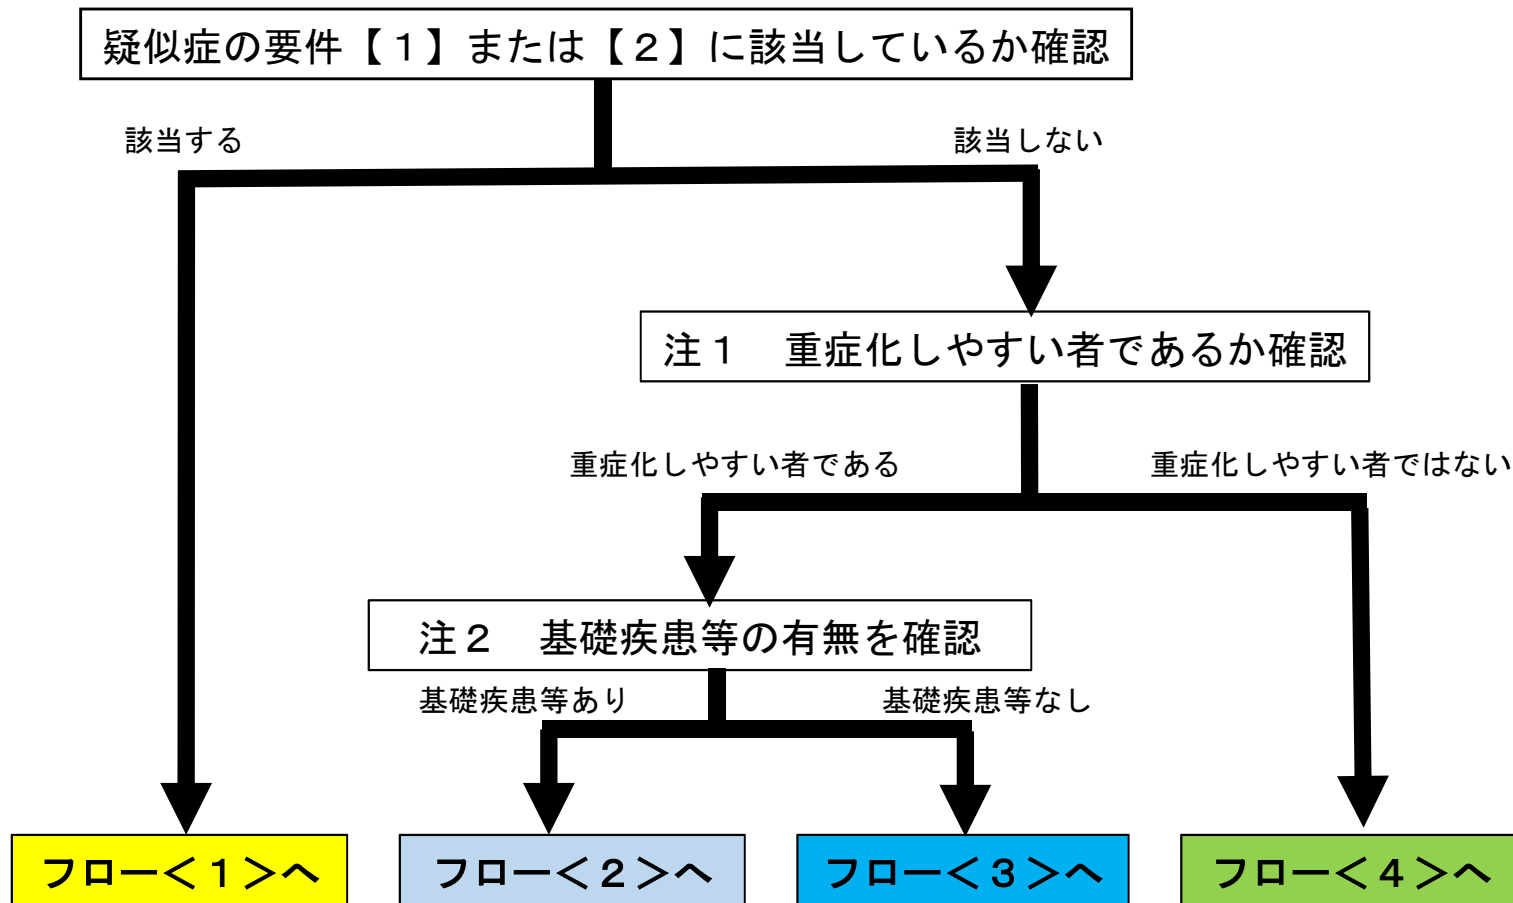 疑似症の要件【１】または【２】に該当しているか確認
該当する
該当しない
注１　重症化しやすい者であるか確認
重症化しやすい者である
重症化しやすい者ではない
注２　基礎疾患等の有無を確認
基礎疾患等あり
基礎疾患等なし
フロー＜１＞へ
フロー＜２＞へ
フロー＜３＞へ
フロー＜４＞へ